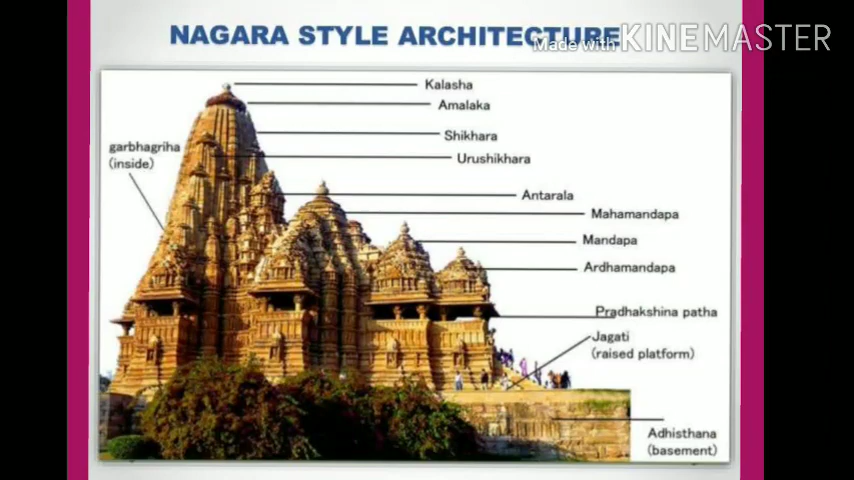 NAGARA STYLE ARCHITECTURE
Made with KINEMASTER
Kalasha
Amalaka
Shikhara
garbhagriha
(inside)
Urushikhara
Antarala
Mahamandapa
Mandapa
Ardhamandapa
Pradhakshina patha
Jagati
(raised platform)
Adhisthana
(basement)